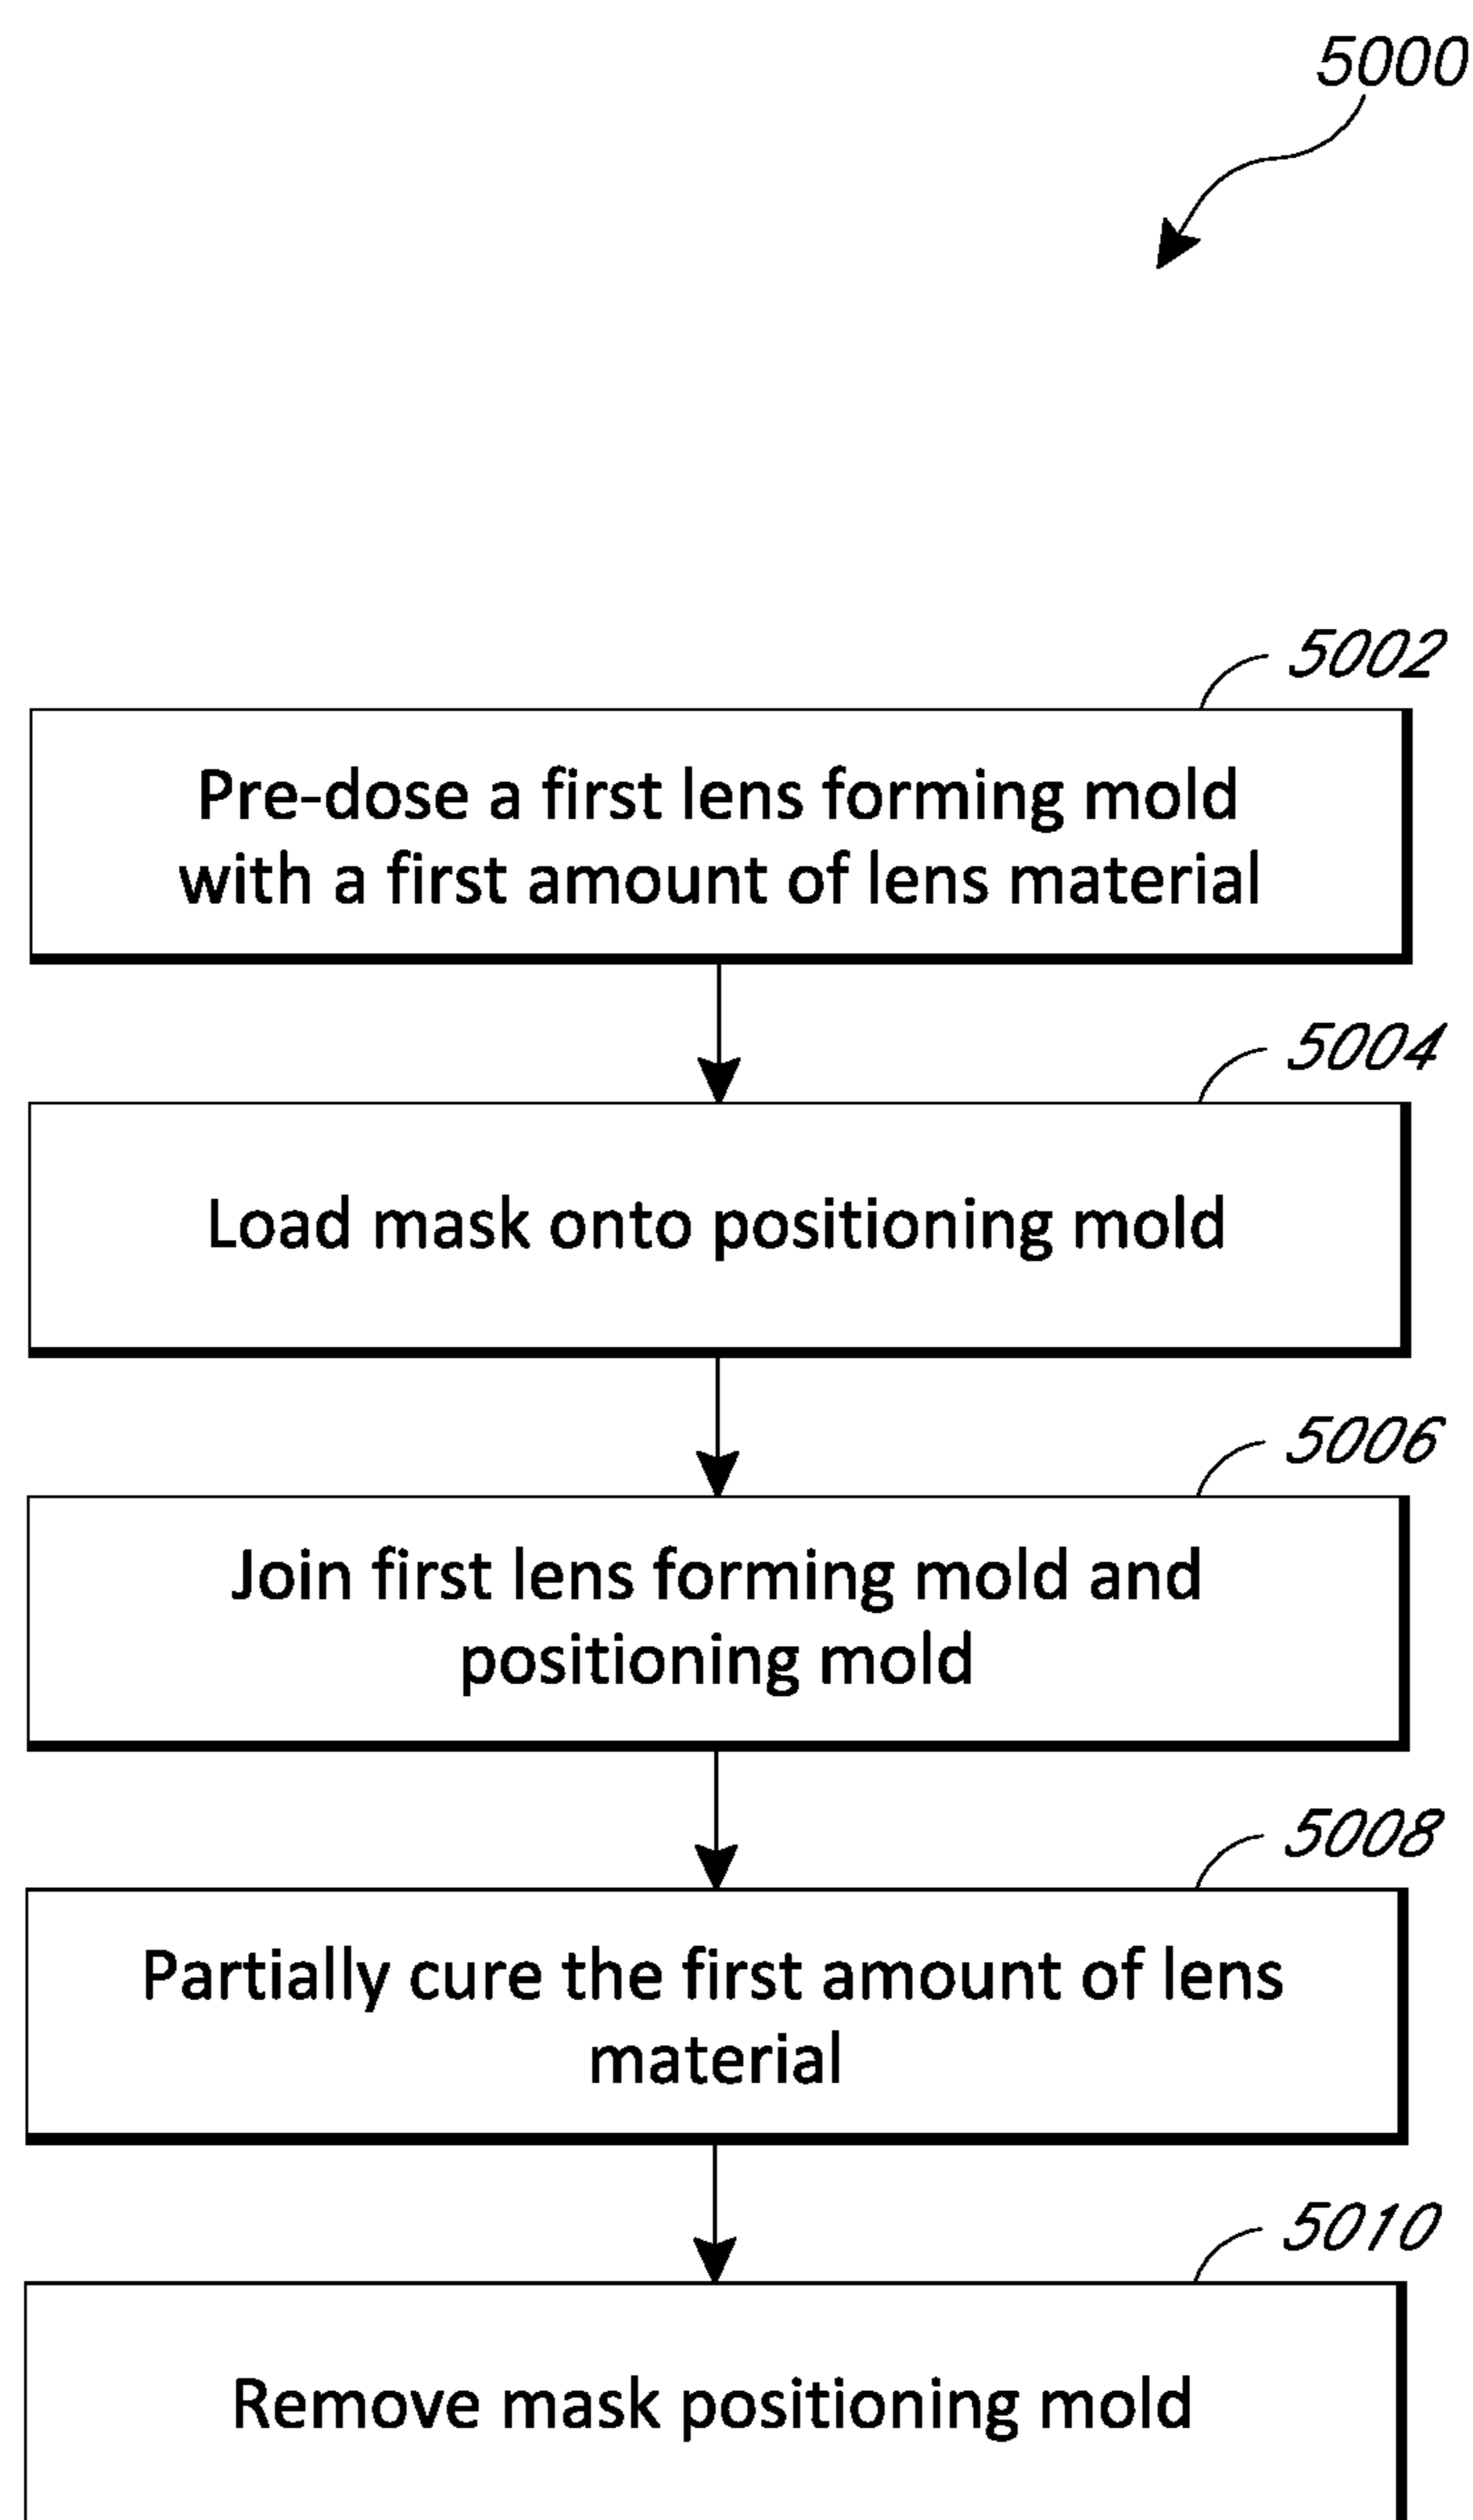 5000
5002
Pre-dose a first lens forming mold
with a first amount of lens material
5004
Load mask onto positioning mold
5006
Join first lens forming mold and
positioning mold
5008
Partially cure the first amount of lens
material
5010
Remove mask positioning mold